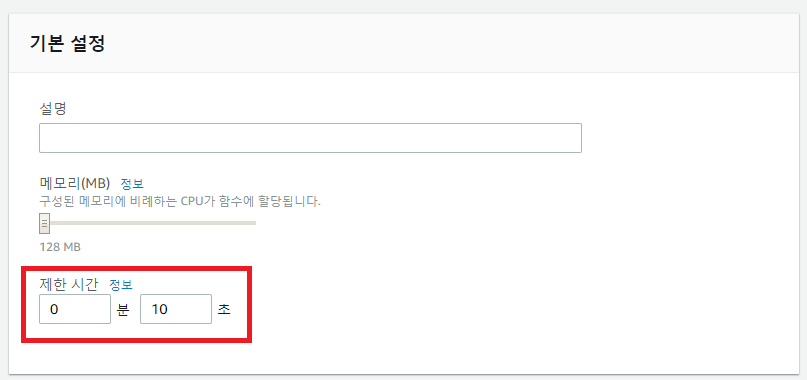 기본 설정
설명
메모리(MB) 정보
구성된 메모리에 비례하는 CPU가 함수에 할당됩니다.
128 MB
제한 시간 정보
0 분 10 초